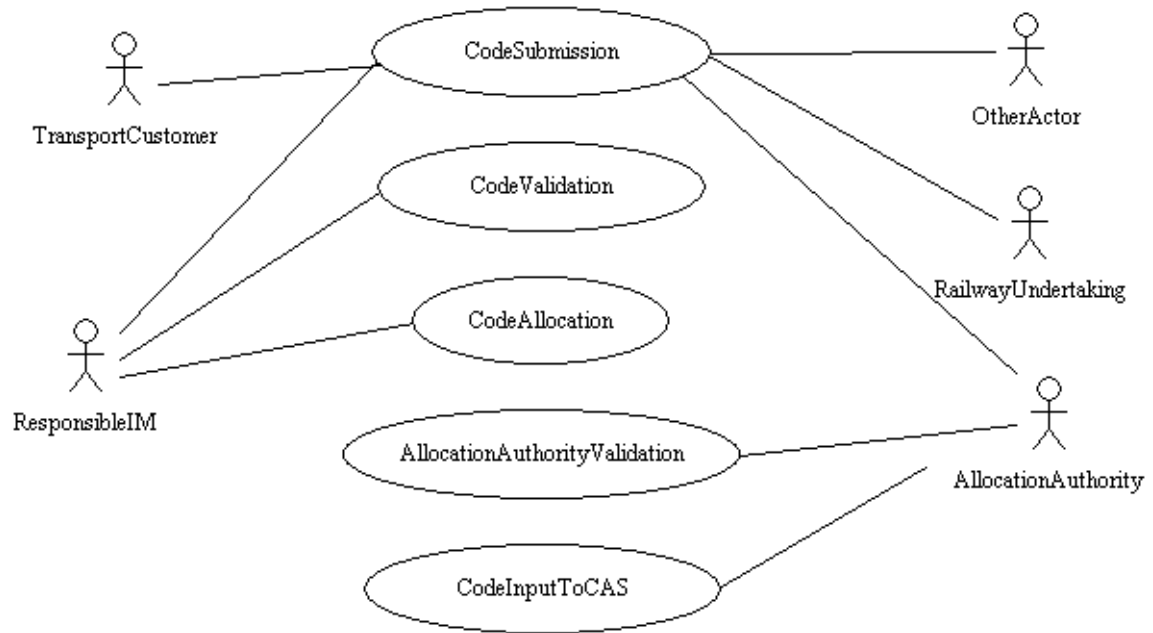 CodeSubmission
TransportCustomer
OtherActor
CodeValidation
RailwayUndertaking
CodeAllocation
ResponsibleIM
AllocationAuthorityValidation
AllocationAuthority
CodeInputToCAS